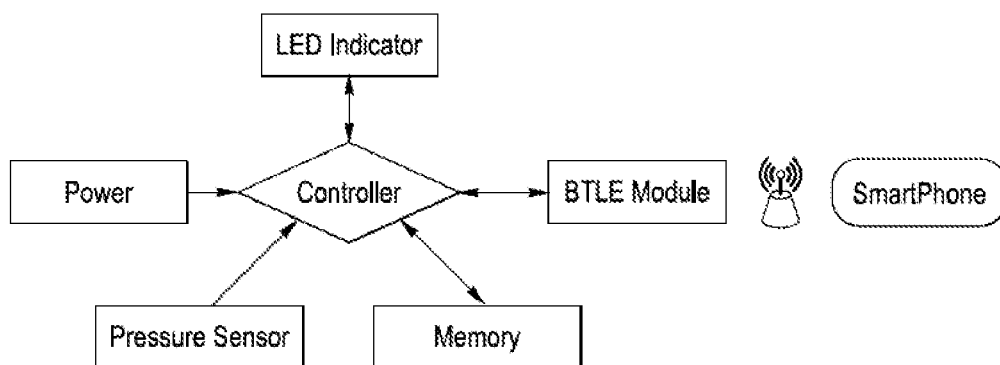 LED Indicator
Power
Controller
BTLE Module
SmartPhone
Pressure Sensor
Memory